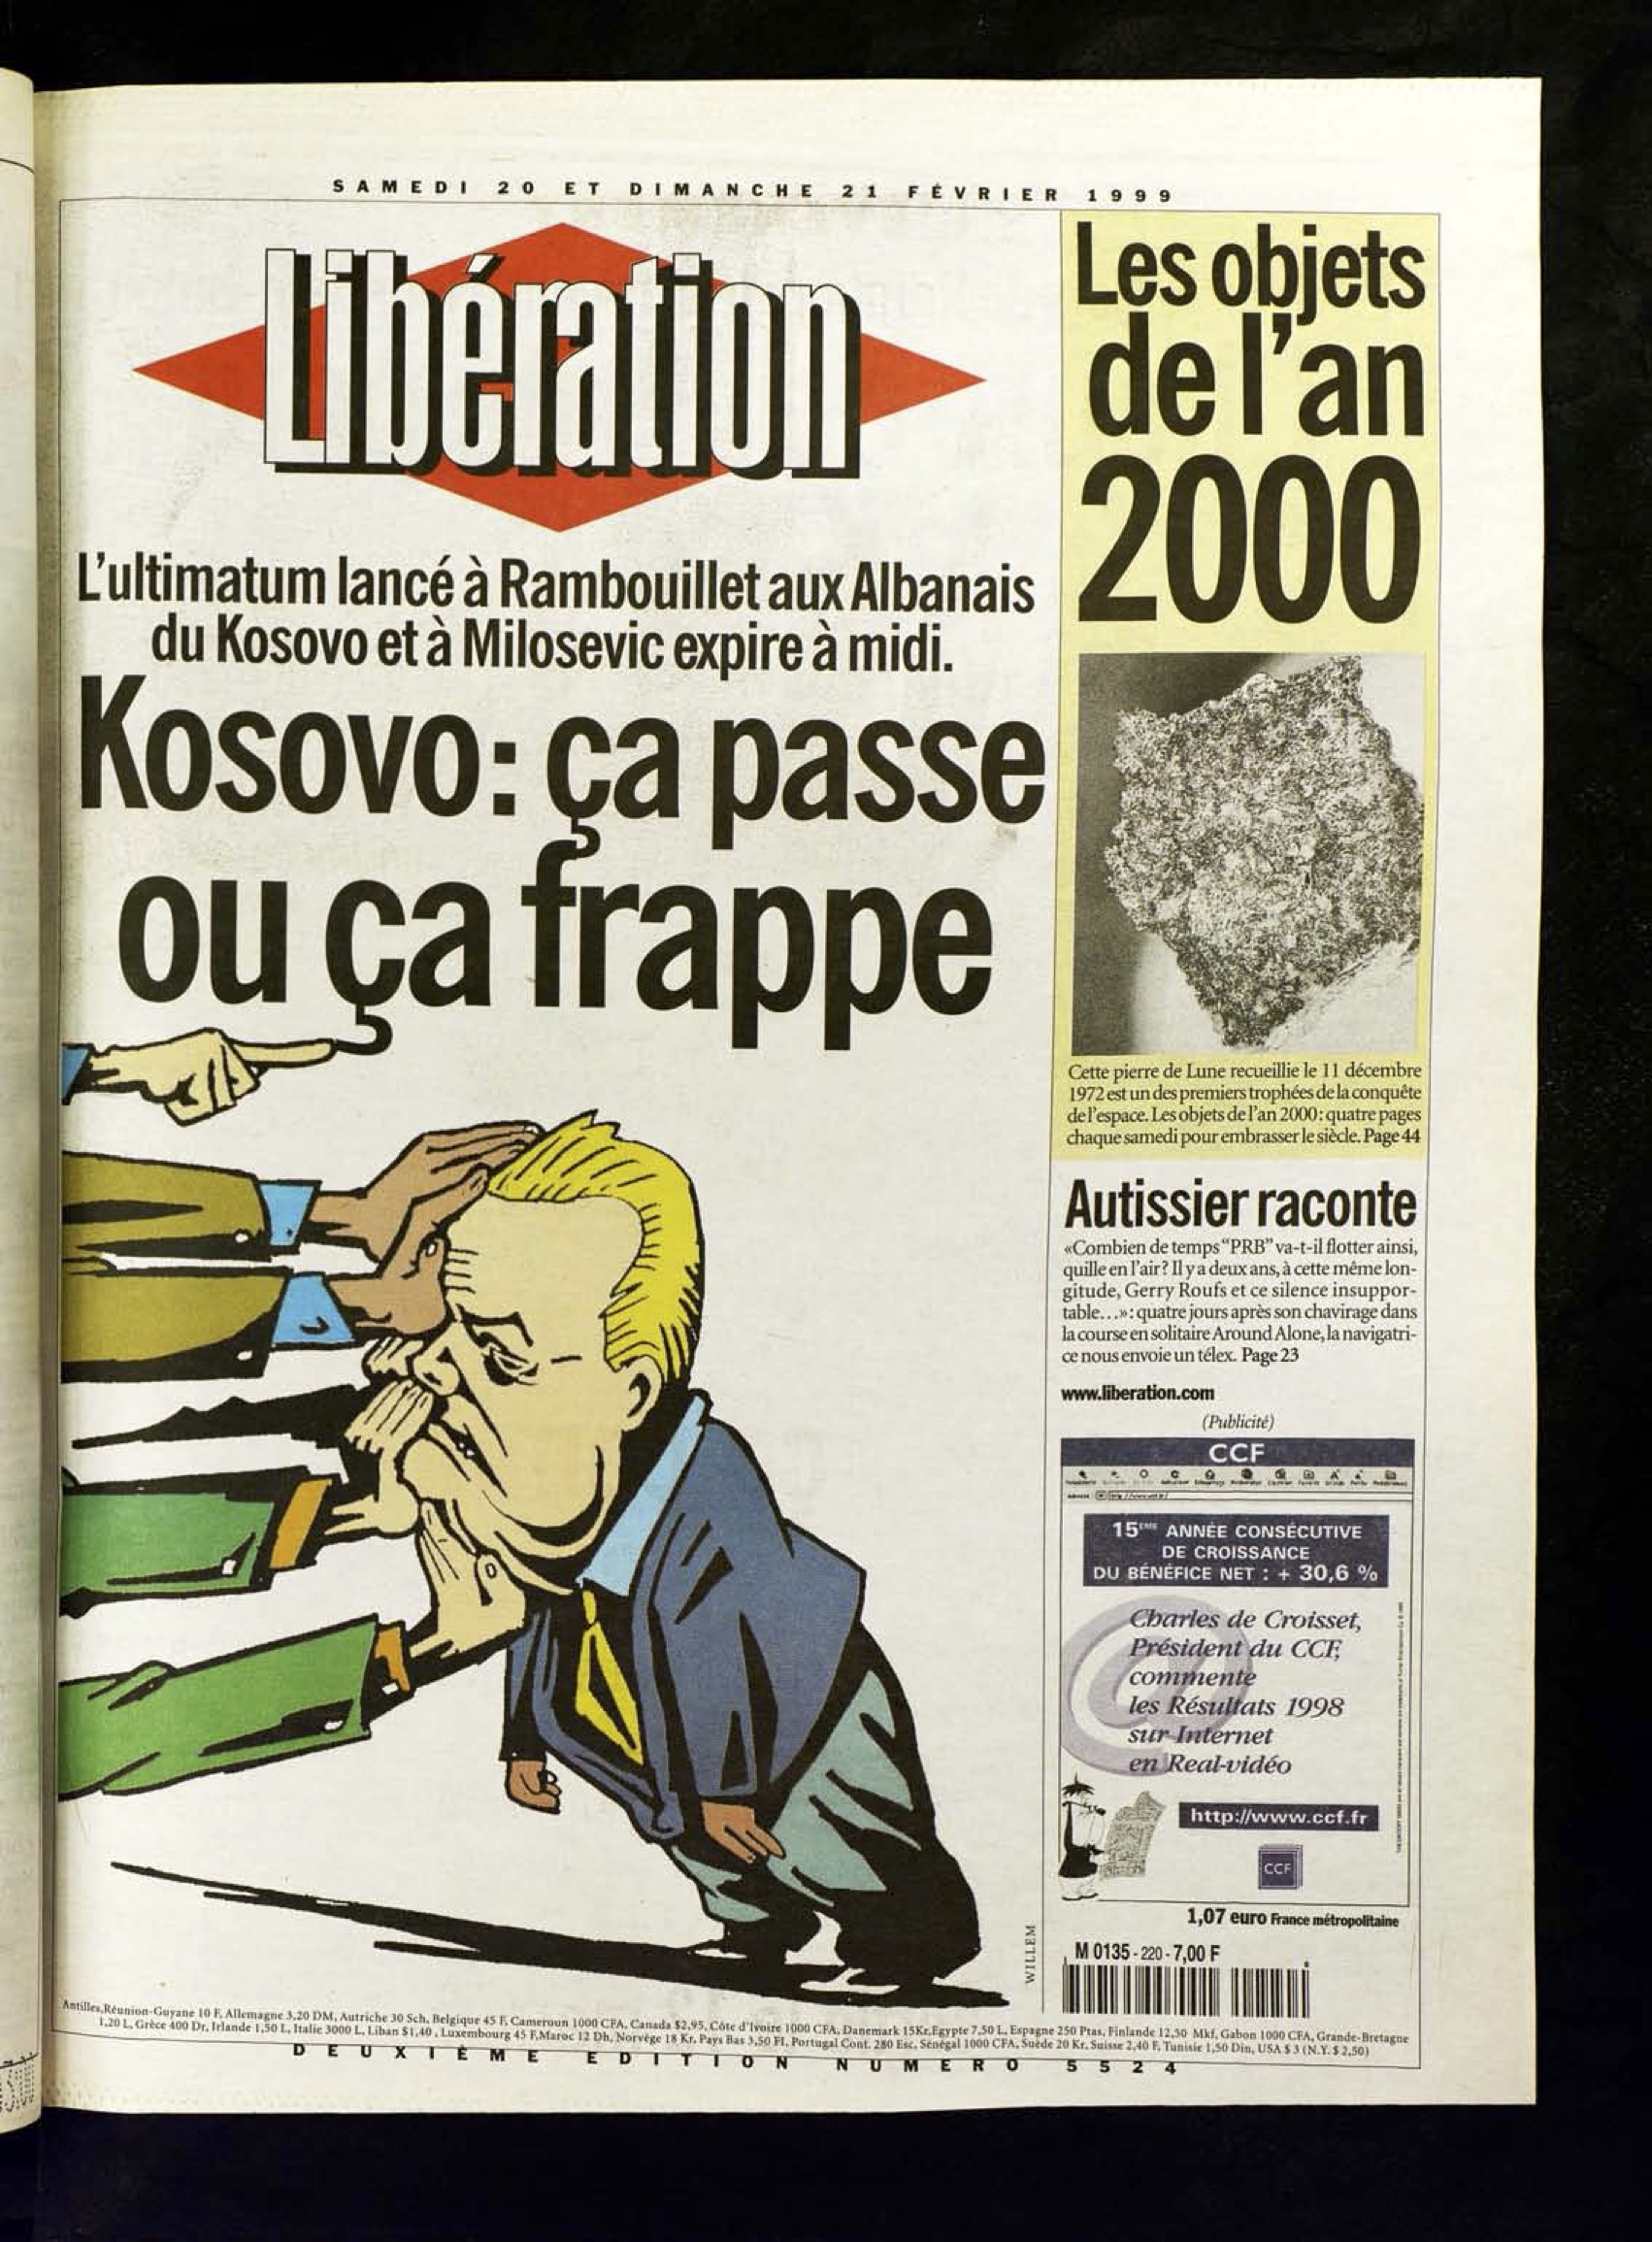 SAMEDI 20 ET DIMANCHE 21 FÉVRIER 1999
Libération
L'ultimatum lancé à Rambouillet aux Albanais
du Kosovo et à Milosevic expire à midi.
Kosovo: ça passe
ou ça frappe
WILLEM
Les objets
de l'an
2000
Cette pierre de Lune recueillie le 11 décembre
1972 est un des premiers trophées de la conquête
de l'espace. Les objets de l'an 2000: quatre pages
chaque samedi pour embrasser le siècle. Page 44
Autissier raconte
«Combien de temps "PRB" va-t-il flotter ainsi,
quille en l'air? Il y a deux ans, à cette même lon-
gitude, Gerry Roufs et ce silence insuppor-
table...»: quatre jours après son chavirage dans
la course en solitaire Around Alone, la navigatri-
ce nous envoie un télex. Page 23
www.liberation.com
(Publicité)
CCF
15ÈME ANNÉE CONSÉCUTIVE
DE CROISSANCE
DU BÉNÉFICE NET : + 30,6 %
Charles de Croisset,
Président du CCF,
commente
les Résultats 1998
sur Internet
en Real-vidéo
http://www.ccf.fr
CCF
1,07 euro France métropolitaine
M 0135 - 220 - 7,00 F
Antilles,Réunion-Guyane 10 F, Allemagne 3,20 DM, Autriche 30 Sch, Belgique 45 F, Cameroun 1000 CFA, Canada $2,95, Côte d'Ivoire 1000 CFA, Danemark 15Kr,Egypte 7,50 L, Espagne 250 Ptas, Finlande 12,50 Mkf, Gabon 1000 CFA, Grande-Bretagne
1,20 L, Grèce 400 Dr, Irlande 1,50 L, Italie 3000 L, Liban $1,40 , Luxembourg 45 F,Maroc 12 Dh, Norvège 18 Kr, Pays Bas 3,50 Fl, Portugal Cont. 280 Esc, Sénégal 1000 CFA, Suède 20 Kr, Suisse 2,40 F, Tunisie 1,50 Din, USA $ 3 (N.Y. $ 2,50)
DEUXIÈME EDITION NUMERO 5524